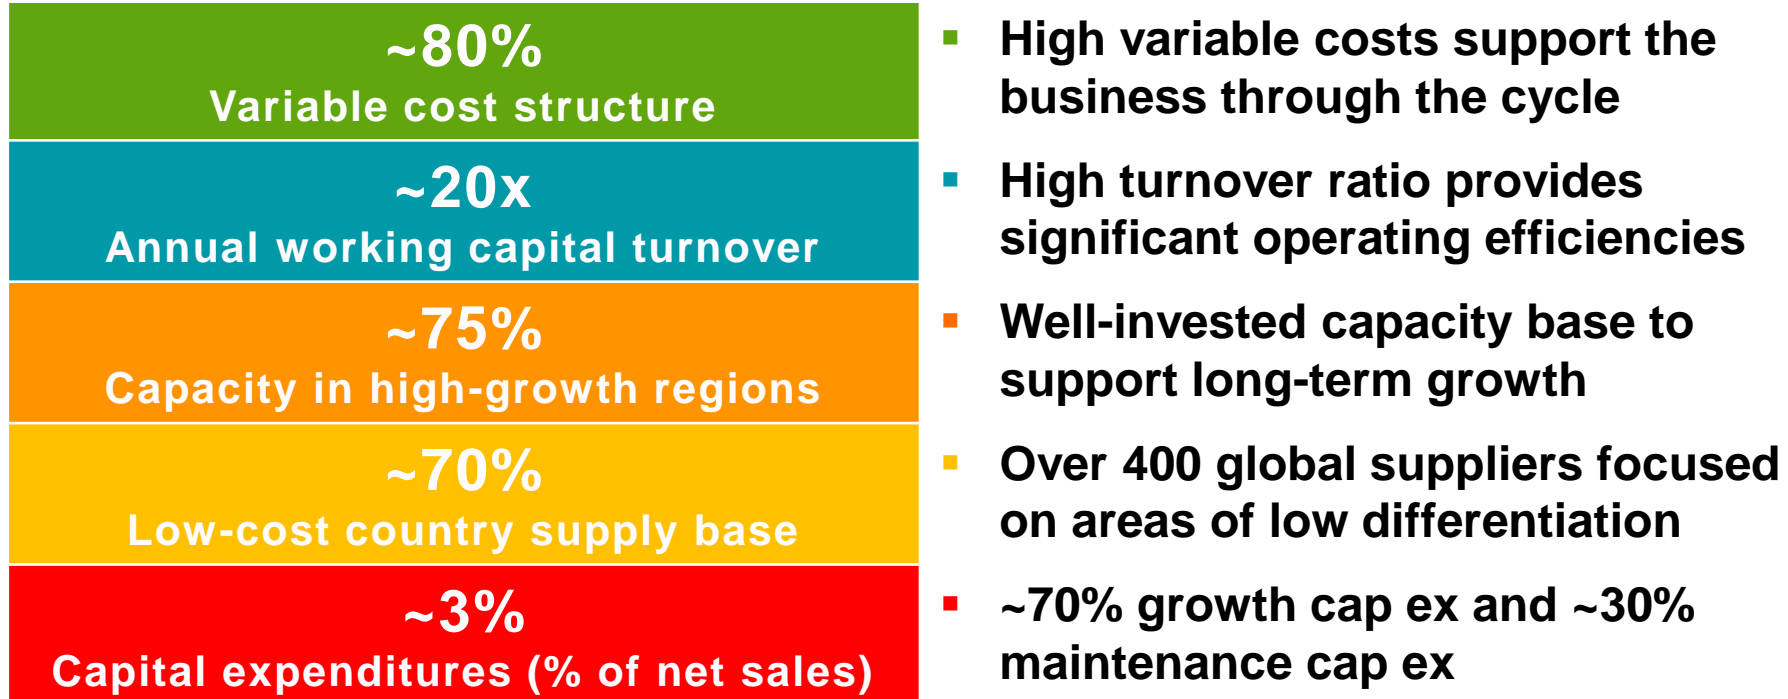 ~80%
Variable cost structure
▪ High variable costs support the
business through the cycle
~20x
Annual working capital turnover
▪ High turnover ratio provides
significant operating efficiencies
~75%
Capacity in high-growth regions
▪ Well-invested capacity base to
support long-term growth
~70%
Low-cost country supply base
▪ Over 400 global suppliers focused
on areas of low differentiation
~3%
Capital expenditures (% of net sales)
▪ ~70% growth cap ex and ~30%
maintenance cap ex